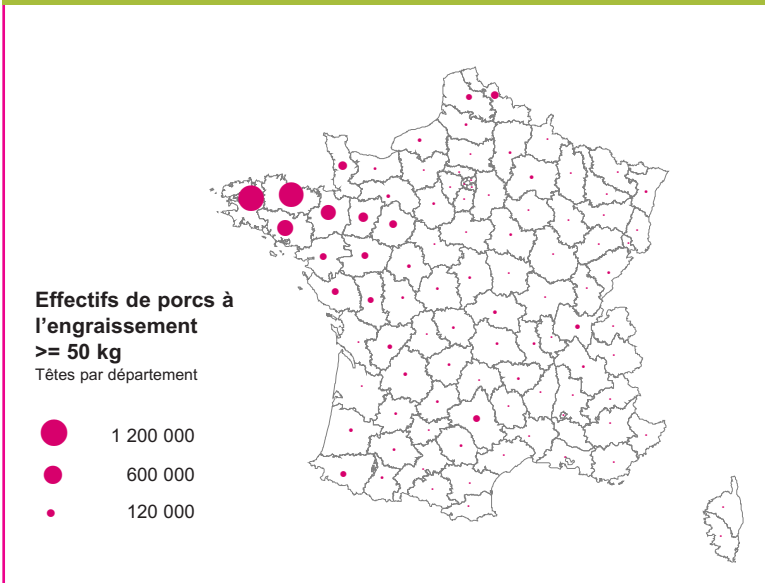 Effectifs de porcs à
l'engraissement
>= 50 kg
Têtes par département
1 200 000
600 000
120 000